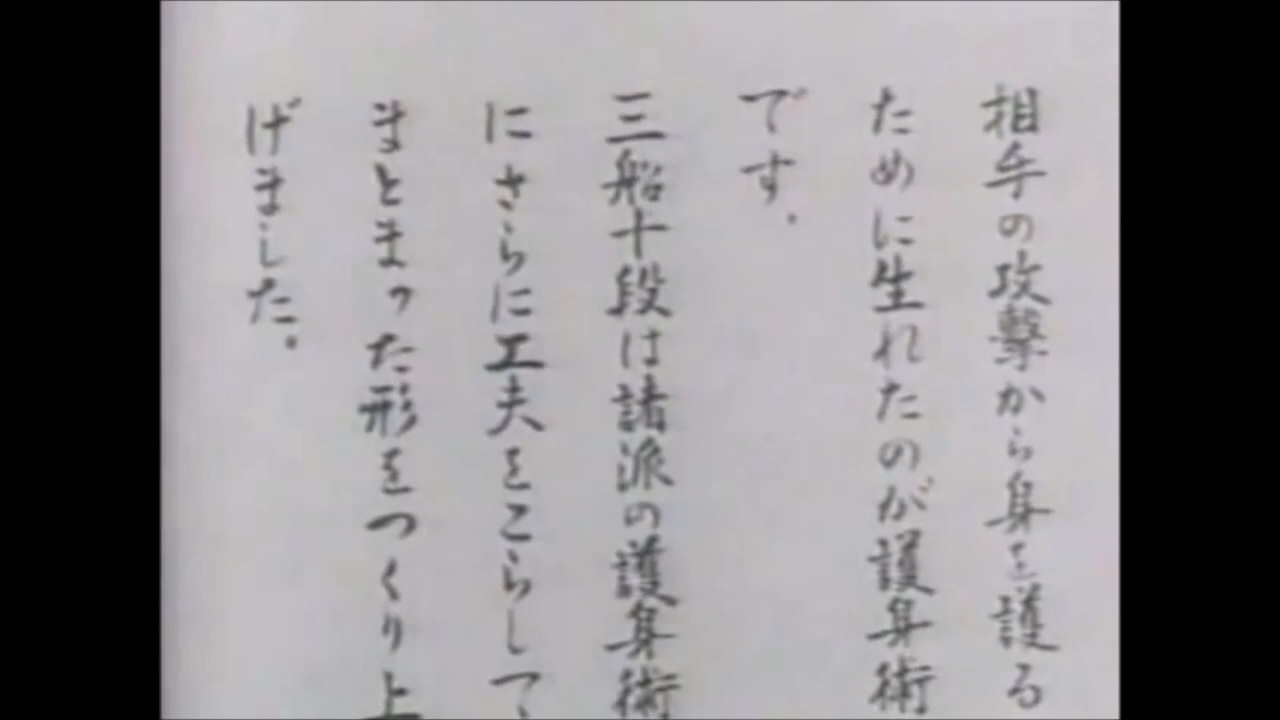 相手の攻撃から身を護る
ために生れたのが護身術
です.
三船十段は諸派の護身術
にさらに工夫をこらして、
まとまった形をつくり上
げました。